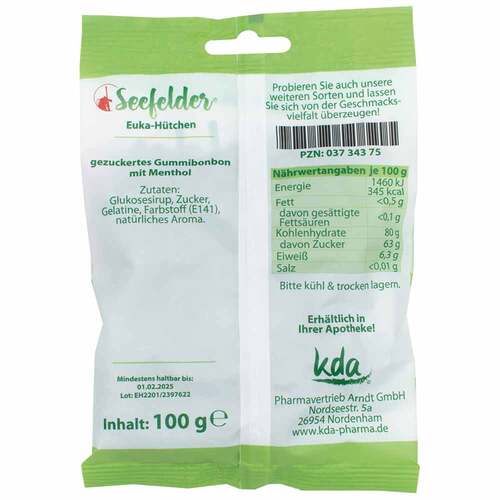 Seefelder
Euka-Hütchen
gezuckertes Gummibonbon
mit Menthol
Zutaten:
Glukosesirup, Zucker,
Gelatine, Farbstoff (E141),
natürliches Aroma.
Mindestens haltbar bis:
01.02.2025
Lot: EH2201/2397622
Inhalt: 100 g ℮
Probieren Sie auch unsere
weiteren Sorten und lassen
Sie sich von der Geschmacks-
vielfalt überzeugen!
PZN: 037 343 75
Nährwertangaben je 100 g
Energie 1460 kJ
345 kcal
Fett <0,5 g
davon gesättigte
Fettsäuren <0,1 g
Kohlenhydrate 80 g
davon Zucker 63 g
Eiweiß 6,3 g
Salz <0,01 g
Bitte kühl & trocken lagern.
Erhältlich in
Ihrer Apotheke!
kda
Pharmavertrieb Arndt GmbH
Nordseestr. 5a
26954 Nordenham
www.kda-pharma.de